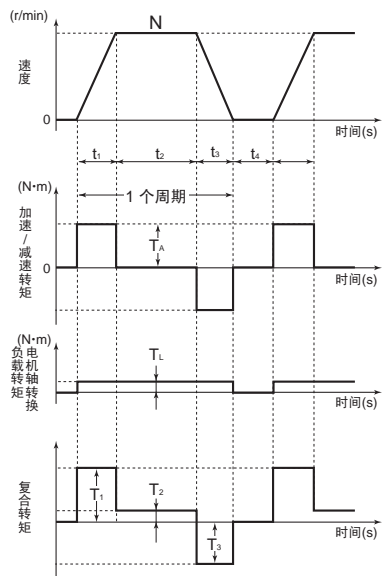 (r/min)
N
速度
0
时间(s)
t₁ t₂ t₃ t₄
(N•m)
1 个周期
加速/减速转矩
Tᴀ
0
时间(s)
(N•m)
电机轴转换
负载转矩
Tʟ
时间(s)
复合转矩
T₁
T₂
T₃
时间(s)